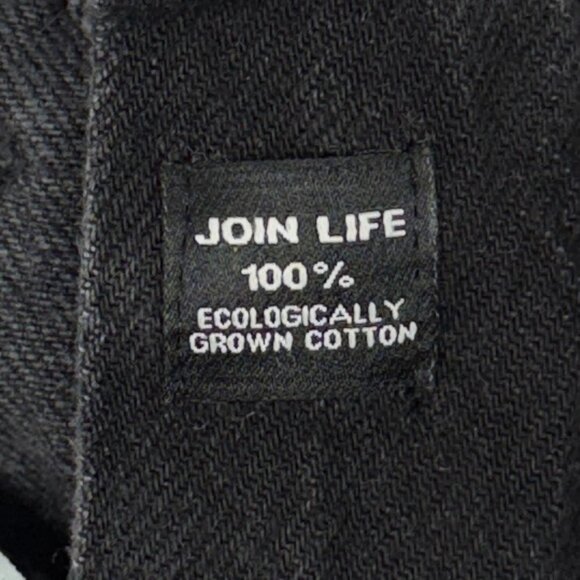 JOIN LIFE
100%
ECOLOGICALLY
GROWN COTTON